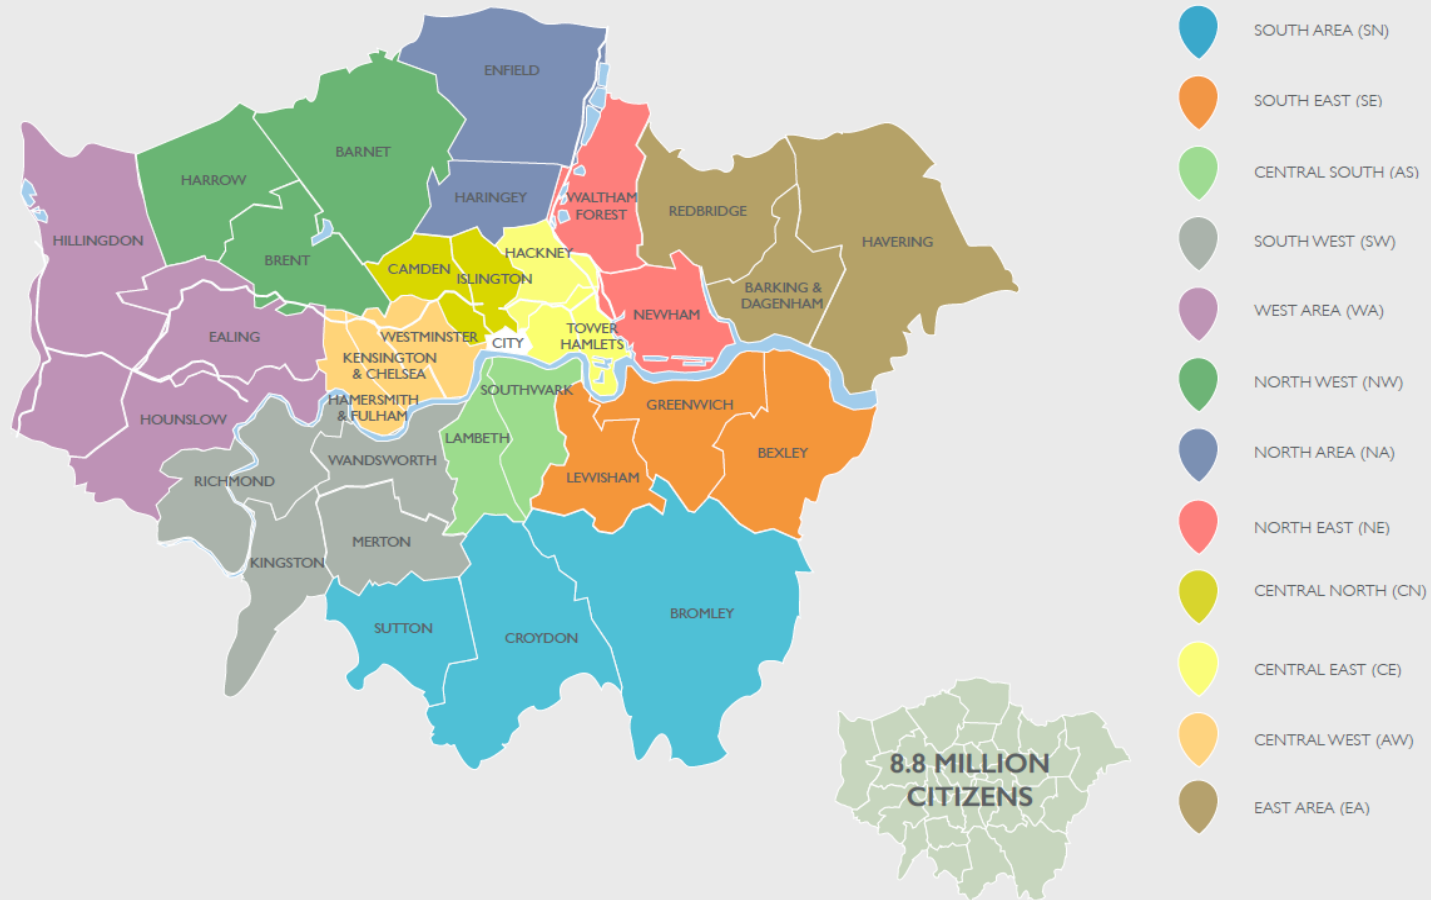 ENFIELD
BARNET
HARROW
HARINGEY
WALTHAM
FOREST
REDBRIDGE
HILLINGDON
HAVERING
HACKNEY
BRENT
CAMDEN
ISLINGTON
BARKING &
DAGENHAM
NEWHAM
EALING
WESTMINSTER
CITY
TOWER
HAMLETS
KENSINGTON
& CHELSEA
SOUTHWARK
HAMERSMITH
& FULHAM
GREENWICH
HOUNSLOW
LAMBETH
BEXLEY
WANDSWORTH
RICHMOND
LEWISHAM
MERTON
KINGSTON
SUTTON
CROYDON
BROMLEY
8.8 MILLION
CITIZENS
SOUTH AREA (SN)
SOUTH EAST (SE)
CENTRAL SOUTH (AS)
SOUTH WEST (SW)
WEST AREA (WA)
NORTH WEST (NW)
NORTH AREA (NA)
NORTH EAST (NE)
CENTRAL NORTH (CN)
CENTRAL EAST (CE)
CENTRAL WEST (AW)
EAST AREA (EA)